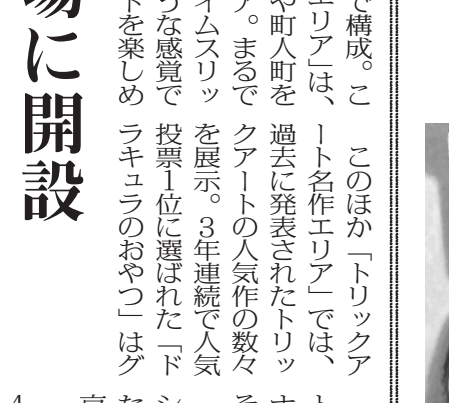 で構成。こ
エリア」は、
や町人町を
ア。まるで
イムスリッ
うな感覚で
トを楽しめ
このほか「トリックア
ート名作エリア」では、
過去に発表されたトリッ
クアートの人気作の数々
を展示。３年連続で人気
投票１位に選ばれた「ド
ラキュラのおやつ」はグ
場に開設